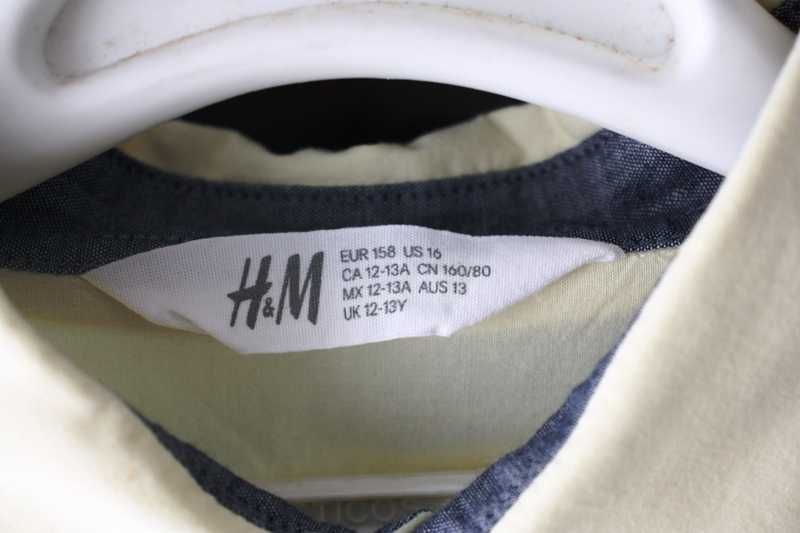 H&M
EUR 158 US 16
CA 12-13A CN 160/80
MX 12-13A AUS 13
UK 12-13Y